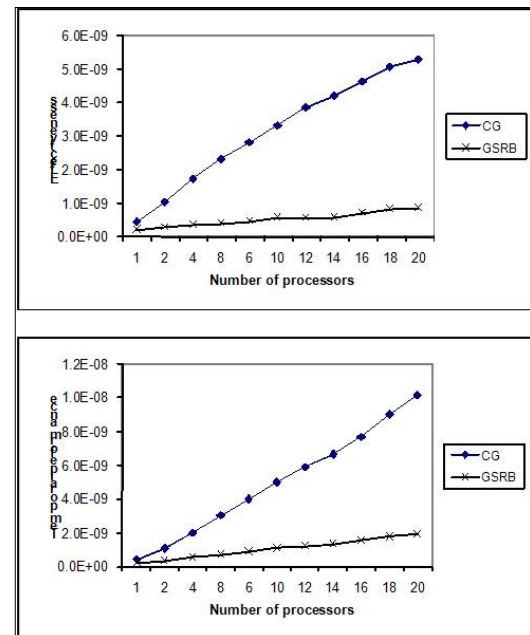 6.0E-09
5.0E-09
4.0E-09
3.0E-09
2.0E-09
1.0E-09
0.0E+00
Effectiveness
1 2 4 8 6 10 12 14 16 18 20
Number of processors
CG
GSRB
1.2E-08
1.0E-08
8.0E-09
6.0E-09
4.0E-09
2.0E-09
0.0E+00
Temporal performance
1 2 4 8 6 10 12 14 16 18 20
Number of processors
CG
GSRB